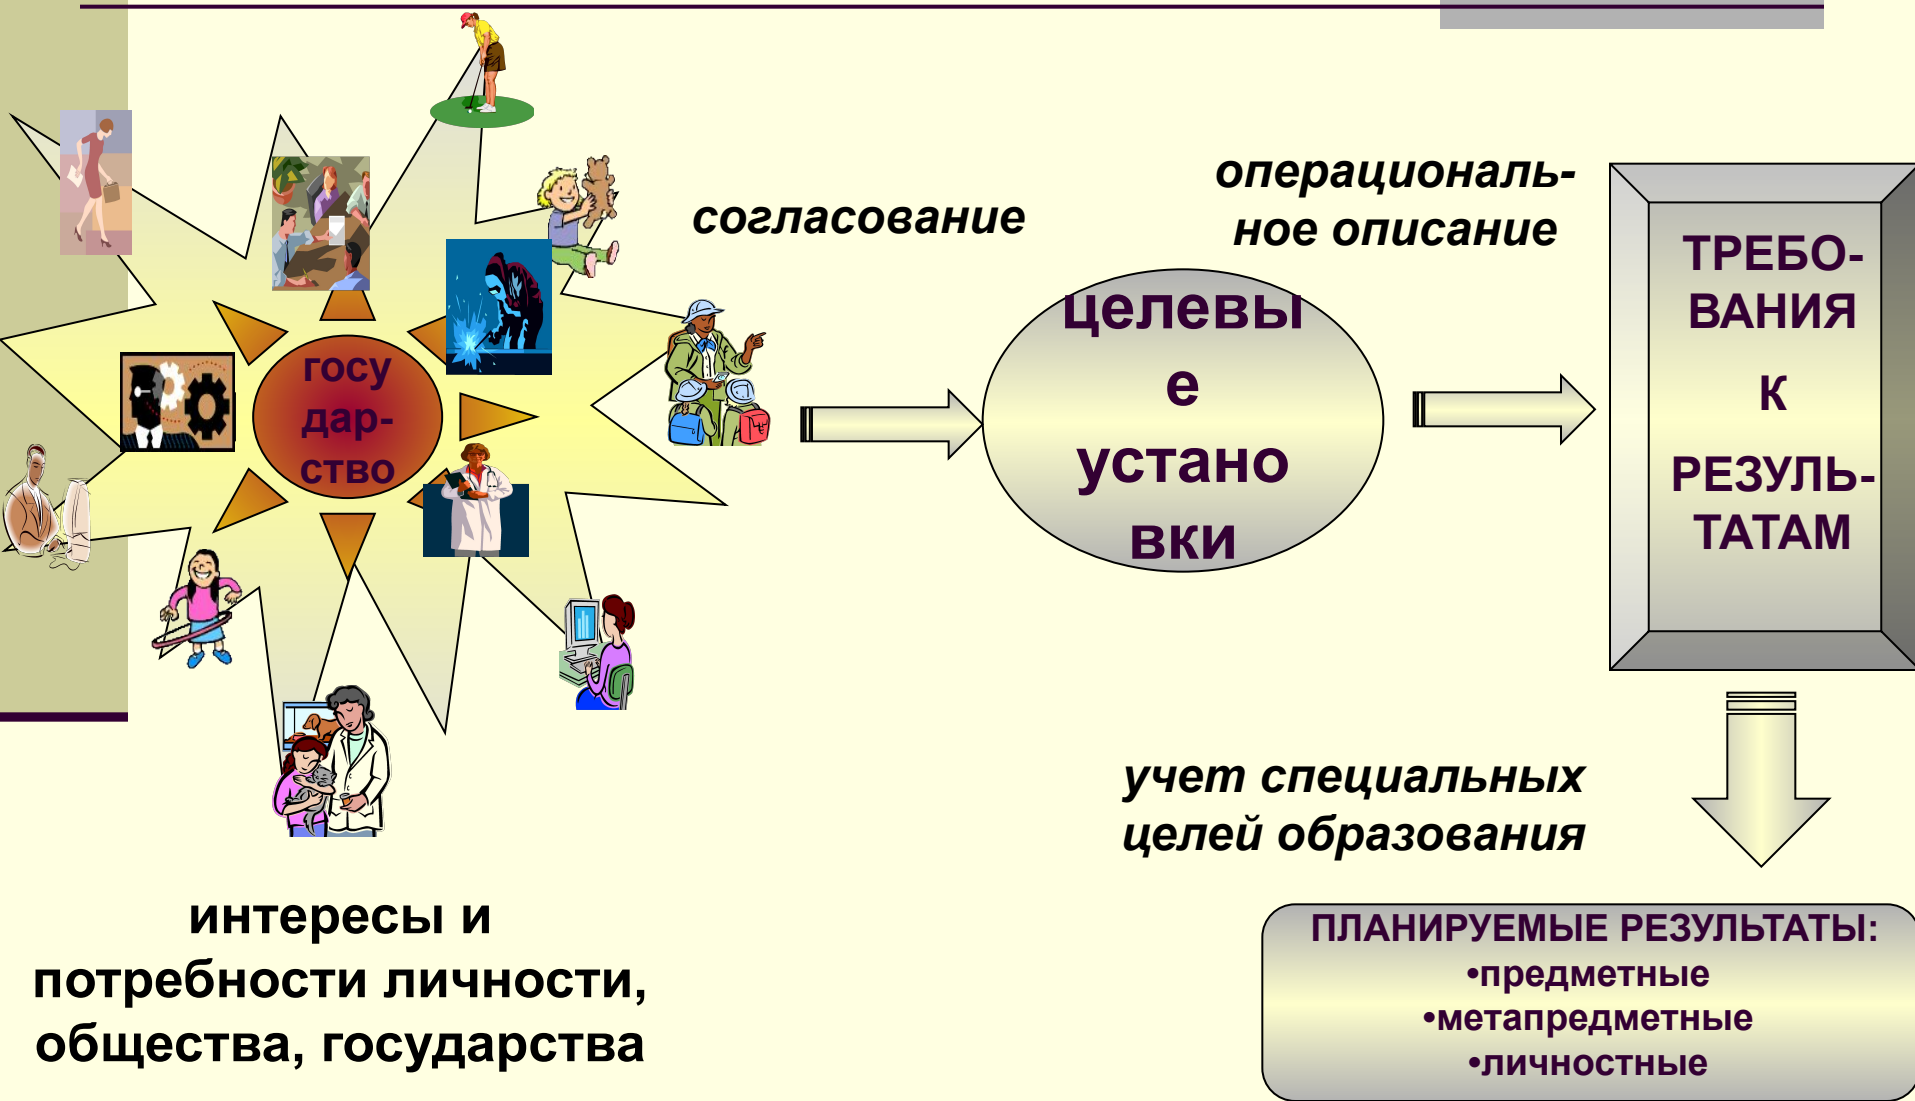 госу
дар-
ство
согласование
целевы
е
устано
вки
операциональ-
ное описание
ТРЕБО-
ВАНИЯ
К
РЕЗУЛЬ-
ТАТАМ
учет специальных
целей образования
интересы и
потребности личности,
общества, государства
ПЛАНИРУЕМЫЕ РЕЗУЛЬТАТЫ:
•предметные
•метапредметные
•личностные